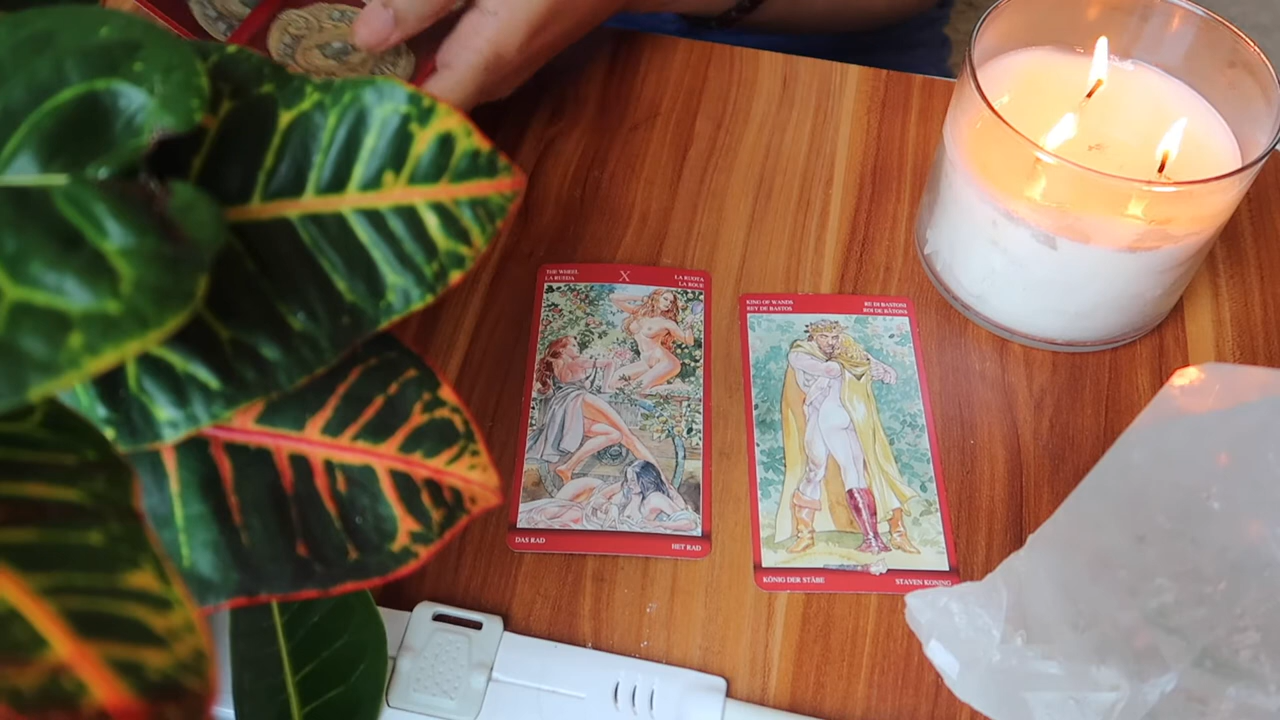 THE WHEEL
LA RUEDA
X
LA RUOTA
LA ROUE
DAS RAD
HET RAD
KING OF WANDS
REY DE BASTOS
RE DI BASTONI
ROI DE BÂTONS
KÖNIG DER STÄBE
STAVEN KONING